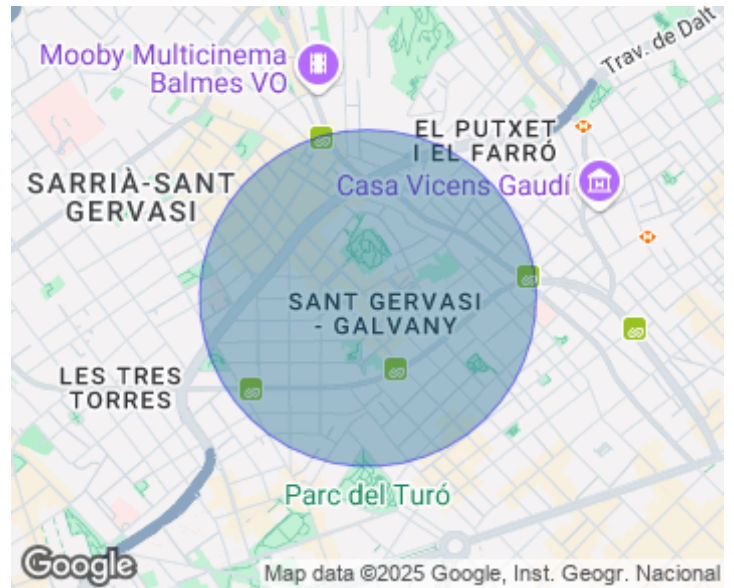 Mooby Multicinema
Balmes VO
Trav. de Dalt
EL PUTXET
I EL FARRÓ
SARRIÀ-SANT
GERVASI
Casa Vicens Gaudí
SANT GERVASI
- GALVANY
LES TRES
TORRES
Parc del Turó
Google
Map data ©2025 Google, Inst. Geogr. Nacional